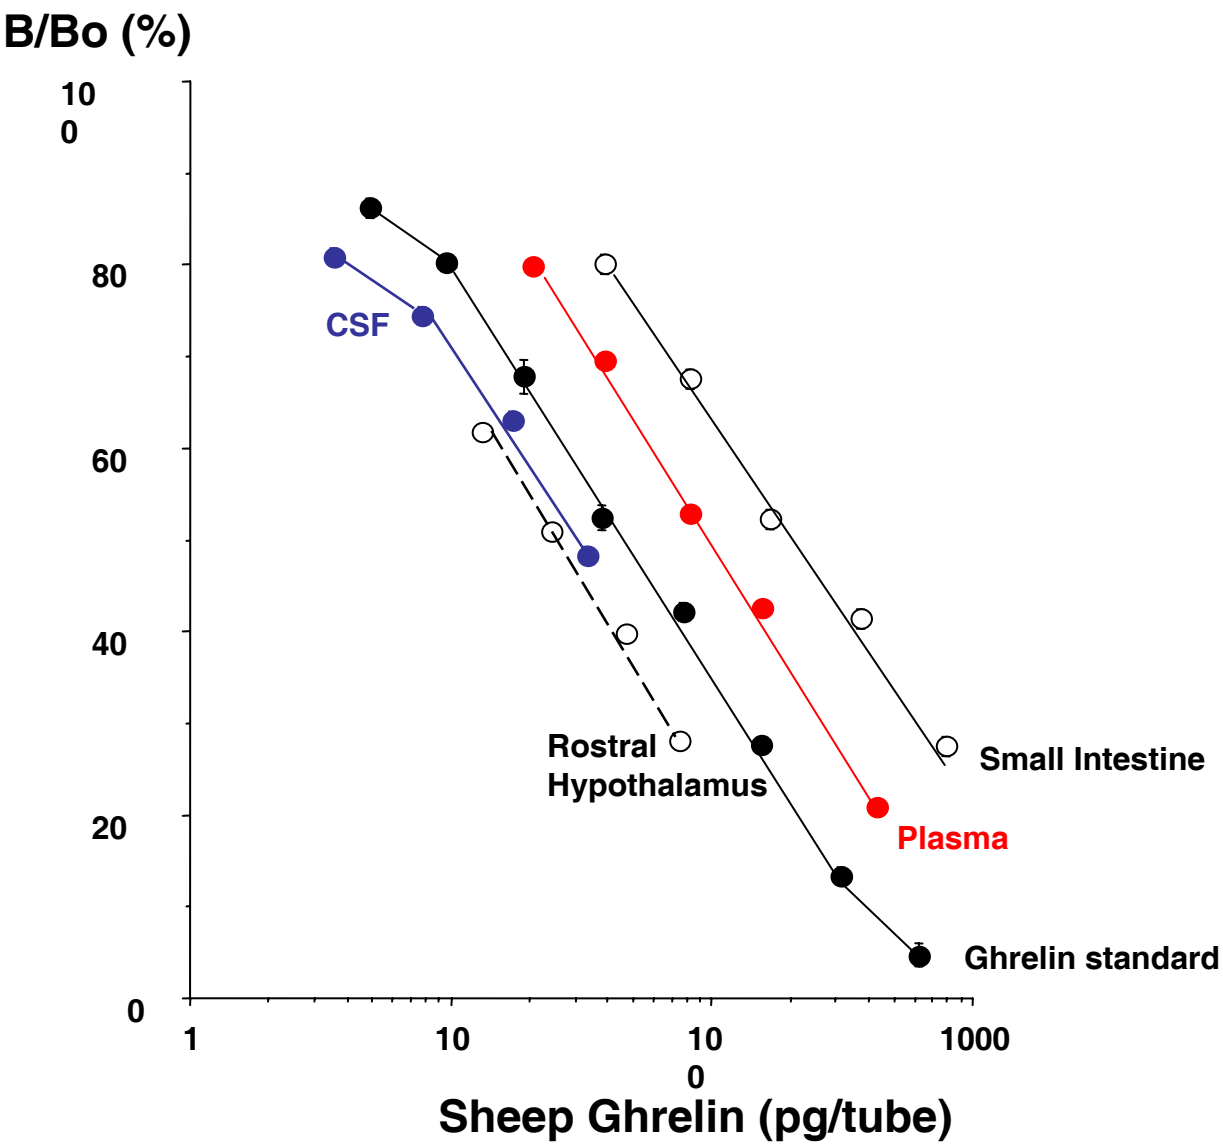 B/Bo (%)
10
0
80
CSF
60
40
Rostral
Hypothalamus
Small Intestine
20
Plasma
Ghrelin standard
0
1
10
10
0
1000
Sheep Ghrelin (pg/tube)